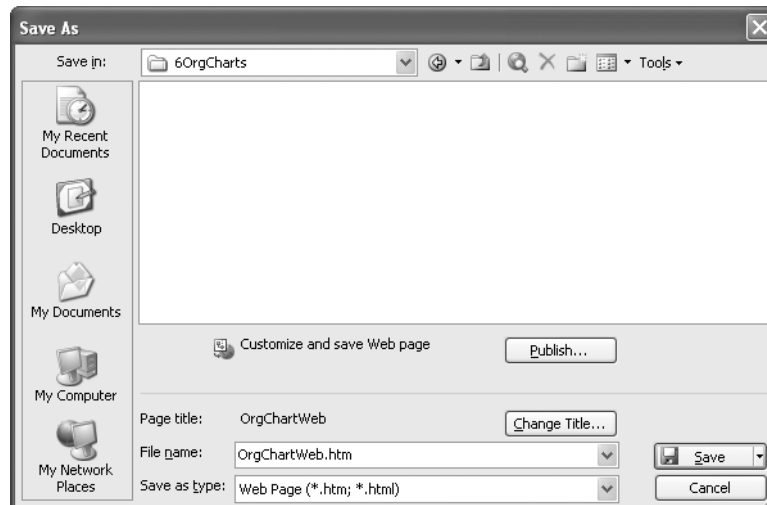 Save As
Save in:
6OrgCharts
Tools
My Recent
Documents
Desktop
My Documents
My Computer
My Network
Places
Customize and save Web page
Publish...
Page title:
OrgChartWeb
Change Title...
File name:
OrgChartWeb.htm
Save
Save as type:
Web Page (*.htm; *.html)
Cancel